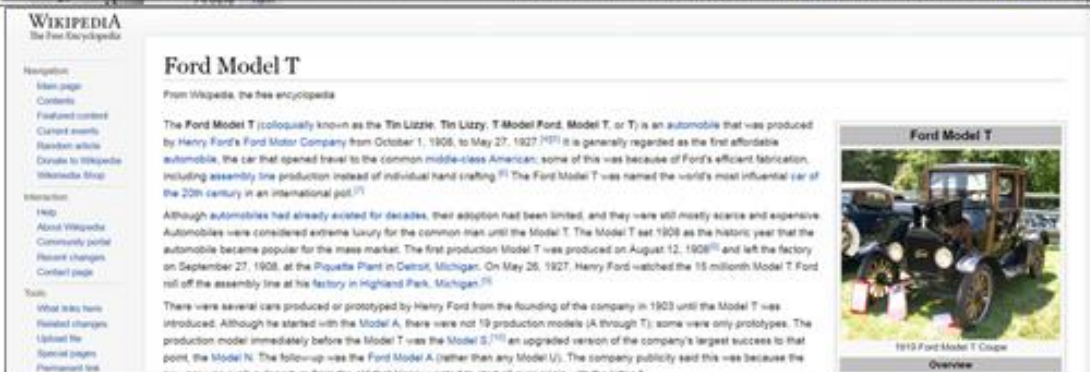 WIKIPEDIA
The Free Encyclopedia
Navigation
Main page
Contents
Featured content
Current events
Random article
Donate to Wikipedia
Wikimedia Shop
Interaction
Help
About Wikipedia
Community portal
Recent changes
Contact page
Tools
What links here
Related changes
Upload file
Special pages
Permanent link
Ford Model T
From Wikipedia, the free encyclopedia
The Ford Model T (colloquially known as the Tin Lizzie, Tin Lizzy, T‑Model Ford, Model T, or T) is an automobile that was produced
by Henry Ford's Ford Motor Company from October 1, 1908, to May 27, 1927. It is generally regarded as the first affordable
automobile, the car that opened travel to the common middle-class American; some of this was because of Ford's efficient fabrication,
including assembly line production instead of individual hand crafting.[6] The Ford Model T was named the world's most influential car of
the 20th century in an international poll.[7]
Although automobiles had already existed for decades, their adoption had been limited, and they were still mostly scarce and expensive.
Automobiles were considered extreme luxury for the common man until the Model T. The Model T set 1908 as the historic year that the
automobile became popular for the mass market. The first production Model T was produced on August 12, 1908[8] and left the factory
on September 27, 1908, at the Piquette Plant in Detroit, Michigan. On May 26, 1927, Henry Ford watched the 15 millionth Model T Ford
roll off the assembly line at his factory in Highland Park, Michigan.[9]
There were several cars produced or prototyped by Henry Ford from the founding of the company in 1903 until the Model T was
introduced. Although he started with the Model A, there were not 19 production models (A through T); some were only prototypes. The
production model immediately before the Model T was the Model S,[10] an upgraded version of the company's largest success to that
point, the Model N. The follow-up was the Ford Model A (rather than any Model U). The company publicity said this was because the
Ford Model T
1919 Ford Model T Coupe
Overview